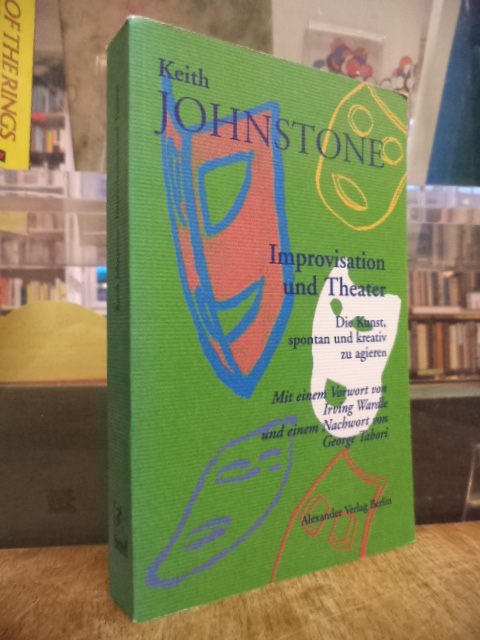 Keith
JOHNSTONE
Improvisation
und Theater
Die Kunst,
spontan und kreativ
zu agieren
Mit einem Vorwort von
Irving Wardle
und einem Nachwort von
George Tabori
Alexander Verlag Berlin
OF THE RINGS